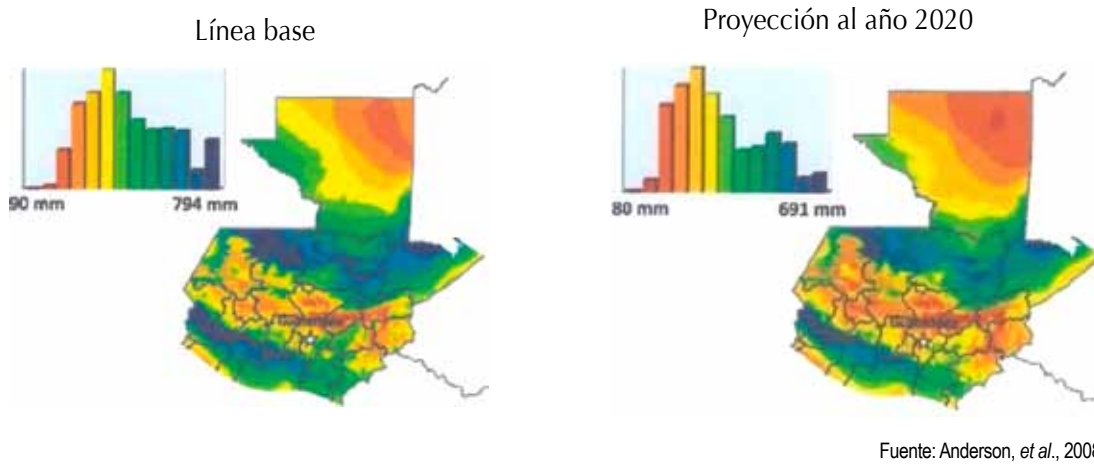 Línea base
Proyección al año 2020
90 mm 794 mm
80 mm 691 mm
Fuente: Anderson, et al., 2008